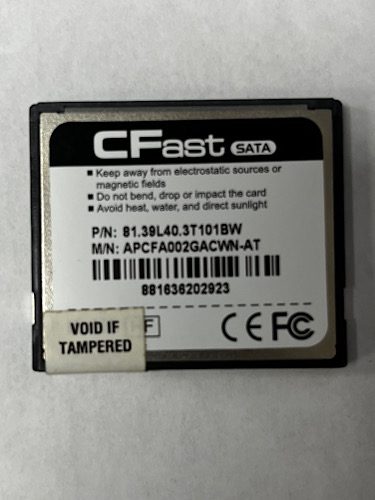 CFast SATA
■ Keep away from electrostatic sources or
magnetic fields
■ Do not bend, drop or impact the card
■ Avoid heat, water, and direct sunlight
P/N: 81.39L40.3T101BW
M/N: APCFA002GACWN-AT
881636202923
VOID IF
TAMPERED
F
CE FC